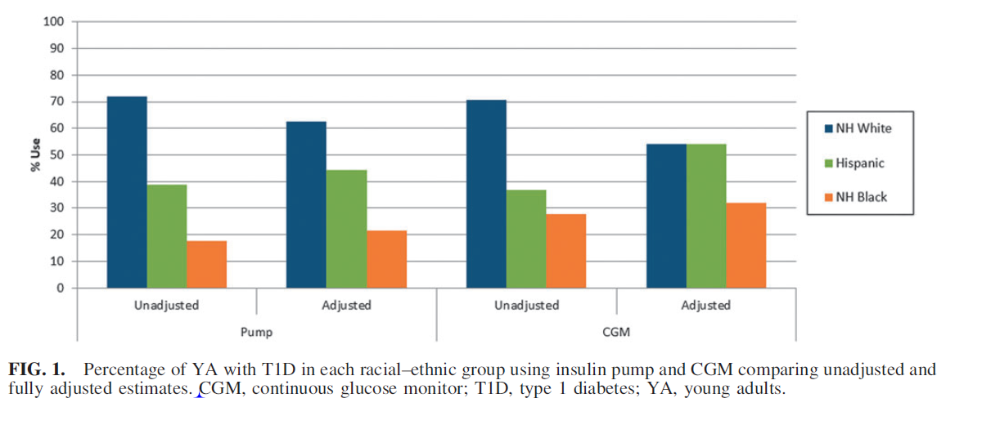 100
90
80
70
60
50
40
30
20
10
0
% Use
Unadjusted
Adjusted
Unadjusted
Adjusted
Pump
CGM
NH White
Hispanic
NH Black
FIG. 1. Percentage of YA with T1D in each racial–ethnic group using insulin pump and CGM comparing unadjusted and
fully adjusted estimates. CGM, continuous glucose monitor; T1D, type 1 diabetes; YA, young adults.